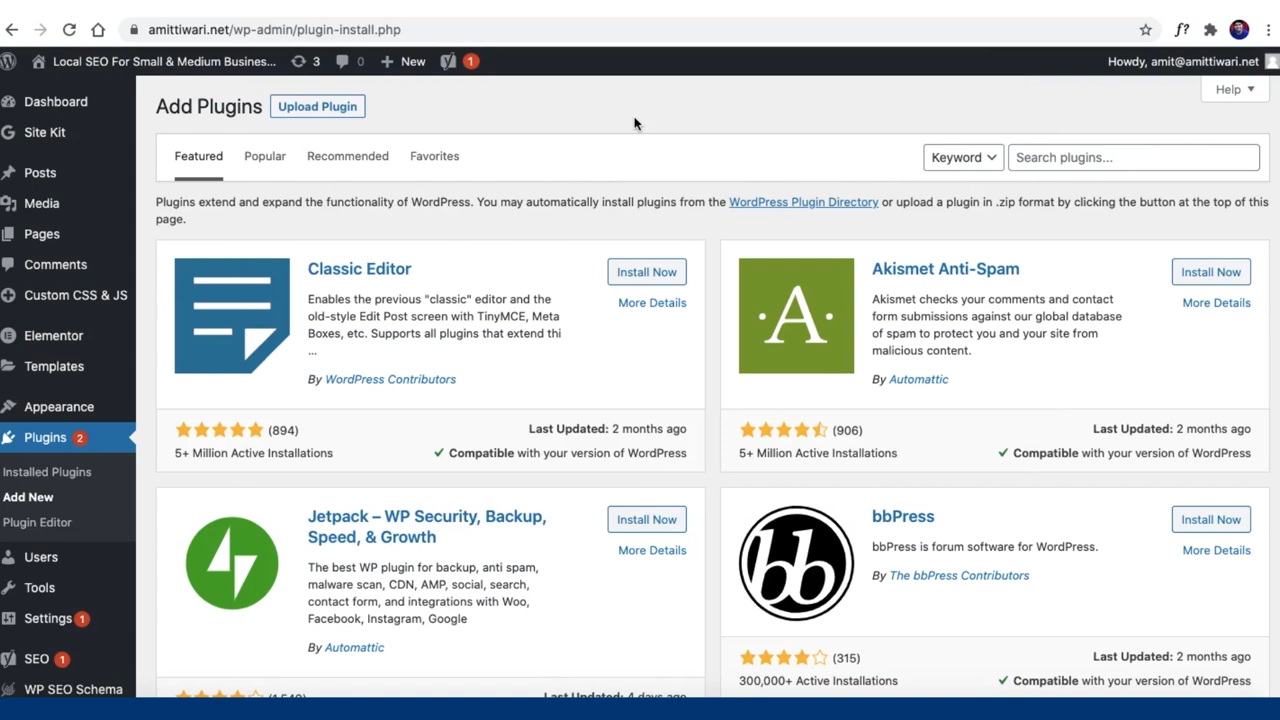 amittiwari.net/wp-admin/plugin-install.php
f?
Local SEO For Small & Medium Busines...
3
0
New
1
Howdy, amit@amittiwari.net
Dashboard
Site Kit
Posts
Media
Pages
Comments
Custom CSS & JS
Elementor
Templates
Appearance
Plugins 2
Installed Plugins
Add New
Plugin Editor
Users
Tools
Settings 1
SEO 1
WP SEO Schema
Help
Add Plugins
Upload Plugin
Featured
Popular
Recommended
Favorites
Keyword
Search plugins...
Plugins extend and expand the functionality of WordPress. You may automatically install plugins from the WordPress Plugin Directory or upload a plugin in .zip format by clicking the button at the top of this
page.
Classic Editor
Install Now
More Details
Enables the previous "classic" editor and the
old-style Edit Post screen with TinyMCE, Meta
Boxes, etc. Supports all plugins that extend thi
...
By WordPress Contributors
(894)
5+ Million Active Installations
Last Updated: 2 months ago
Compatible with your version of WordPress
A
Akismet Anti-Spam
Install Now
More Details
Akismet checks your comments and contact
form submissions against our global database
of spam to protect you and your site from
malicious content.
By Automattic
(906)
5+ Million Active Installations
Last Updated: 2 months ago
Compatible with your version of WordPress
Jetpack – WP Security, Backup,
Speed, & Growth
Install Now
More Details
The best WP plugin for backup, anti spam,
malware scan, CDN, AMP, social, search,
contact form, and integrations with Woo,
Facebook, Instagram, Google
By Automattic
Last Updated: 4 days ago
bb
bbPress
Install Now
More Details
bbPress is forum software for WordPress.
By The bbPress Contributors
(315)
300,000+ Active Installations
Last Updated: 2 months ago
Compatible with your version of WordPress